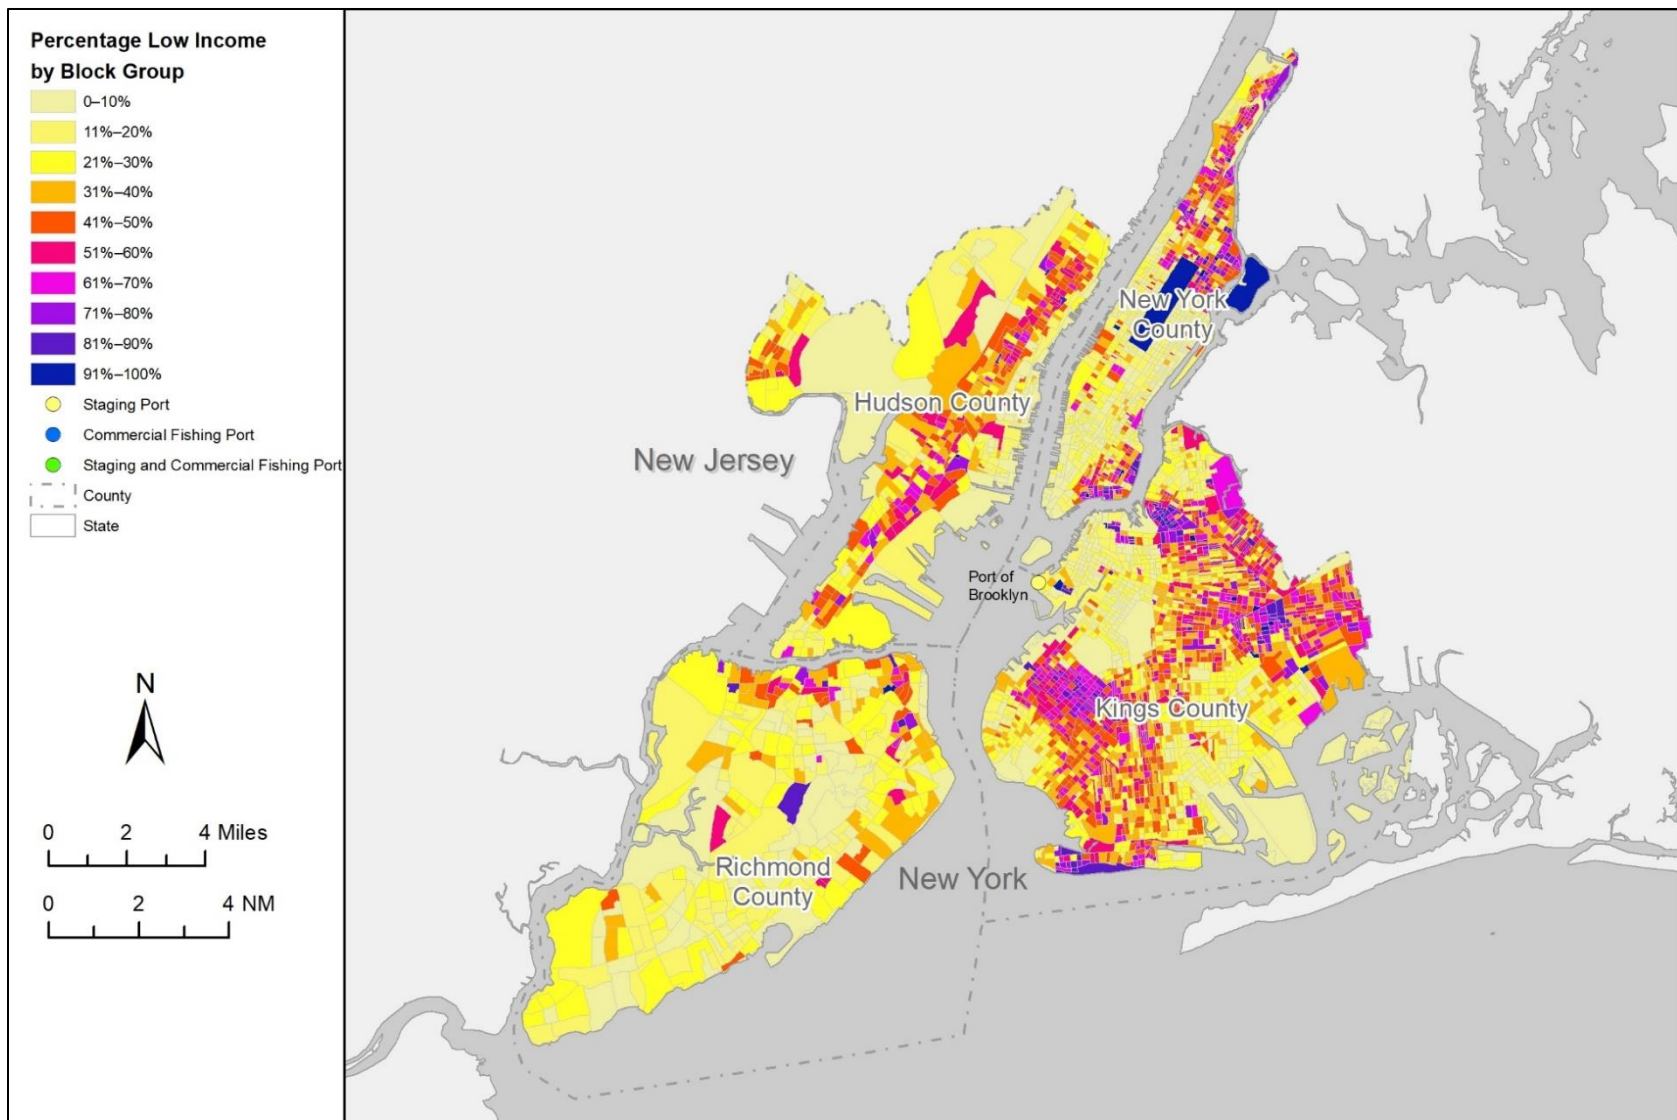 Percentage Low Income
by Block Group
0–10%
11%–20%
21%–30%
31%–40%
41%–50%
51%–60%
61%–70%
71%–80%
81%–90%
91%–100%
Staging Port
Commercial Fishing Port
Staging and Commercial Fishing Port
County
State
N
0 2 4 Miles
0 2 4 NM
New York
County
Hudson County
New Jersey
Port of
Brooklyn
Kings County
Richmond
County
New York